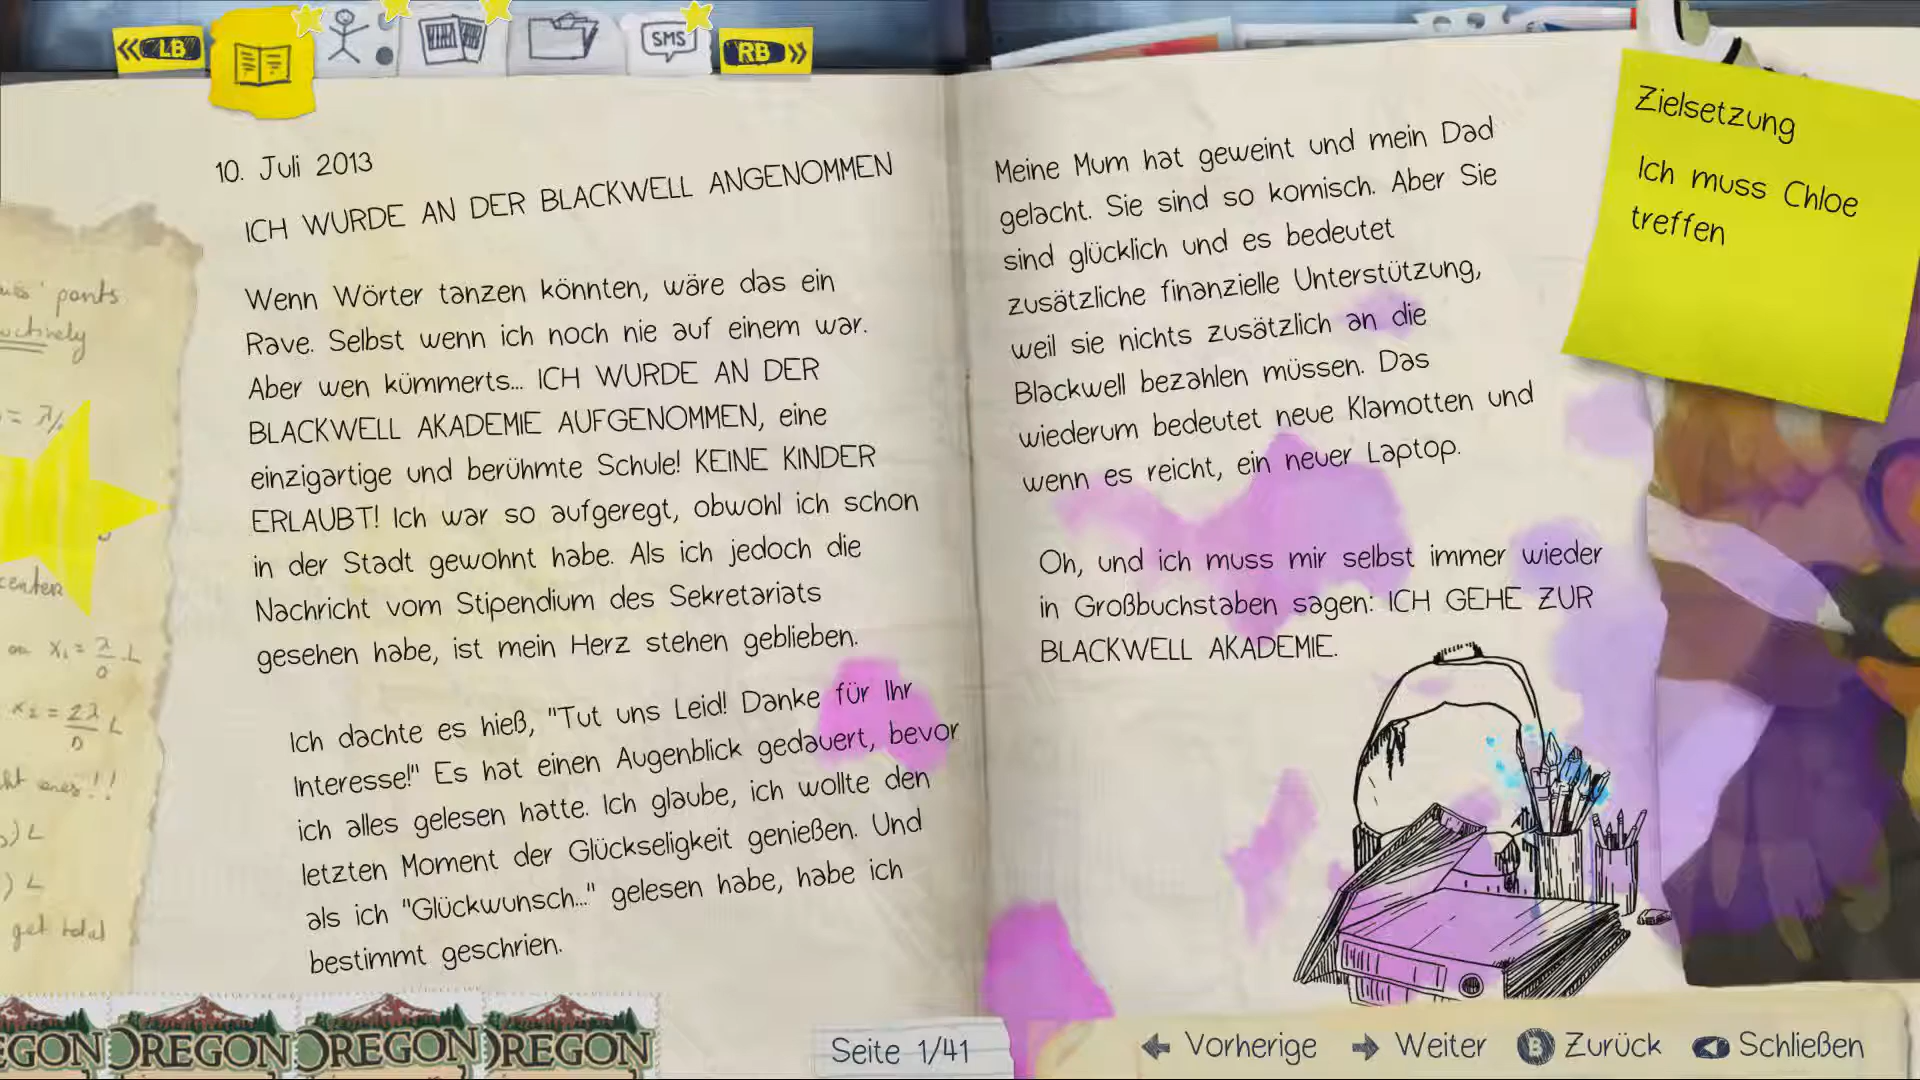 LB
SMS
RB
10. Juli 2013
ICH WURDE AN DER BLACKWELL ANGENOMMEN
Wenn Wörter tanzen könnten, wäre das ein
Rave. Selbst wenn ich noch nie auf einem war.
Aber wen kümmerts... ICH WURDE AN DER
BLACKWELL AKADEMIE AUFGENOMMEN, eine
einzigartige und berühmte Schule! KEINE KINDER
ERLAUBT! Ich war so aufgeregt, obwohl ich schon
in der Stadt gewohnt habe. Als ich jedoch die
Nachricht vom Stipendium des Sekretariats
gesehen habe, ist mein Herz stehen geblieben.
Ich dachte es hieß, "Tut uns Leid! Danke für Ihr
Interesse!" Es hat einen Augenblick gedauert, bevor
ich alles gelesen hatte. Ich glaube, ich wollte den
letzten Moment der Glückseligkeit genießen. Und
als ich "Glückwunsch..." gelesen habe, habe ich
bestimmt geschrien.
Meine Mum hat geweint und mein Dad
gelacht. Sie sind so komisch. Aber Sie
sind glücklich und es bedeutet
zusätzliche finanzielle Unterstützung,
weil sie nichts zusätzlich an die
Blackwell bezahlen müssen. Das
wiederum bedeutet neue Klamotten und
wenn es reicht, ein neuer Laptop.
Oh, und ich muss mir selbst immer wieder
in Großbuchstaben sagen: ICH GEHE ZUR
BLACKWELL AKADEMIE.
Zielsetzung
Ich muss Chloe
treffen
ponts
get total
OREGON OREGON OREGON
Seite 1/41
Vorherige
Weiter
B Zurück
Schließen